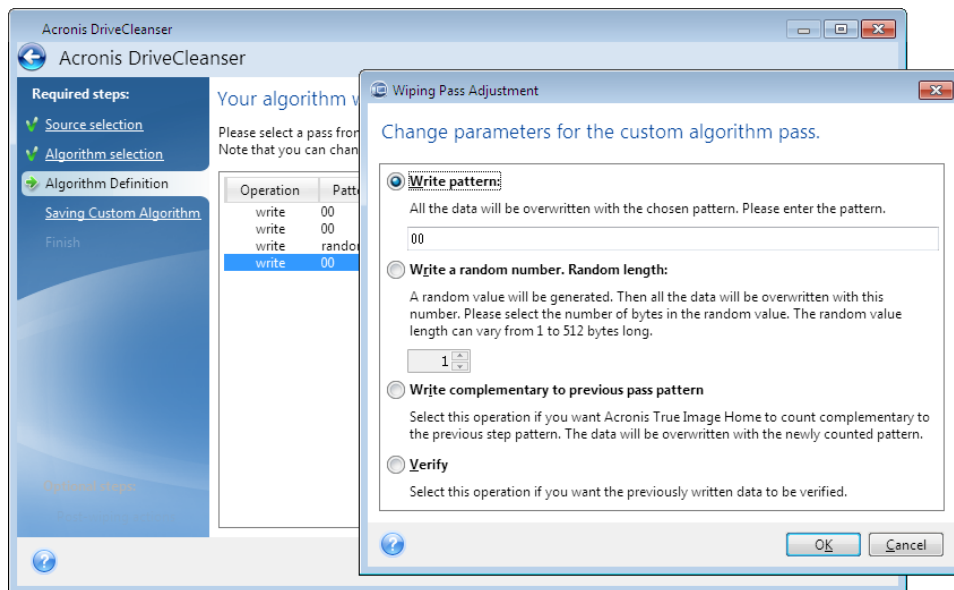 Acronis DriveCleanser
Acronis DriveCleanser
Required steps:
Source selection
Algorithm selection
Algorithm Definition
Saving Custom Algorithm
Finish
Your algorithm
Please select a pass from
Note that you can chan
Operation Patte
write 00
write 00
write random
write 00
Wiping Pass Adjustment
Change parameters for the custom algorithm pass.
Write pattern:
All the data will be overwritten with the chosen pattern. Please enter the pattern.
00
Write a random number. Random length:
A random value will be generated. Then all the data will be overwritten with this
number. Please select the number of bytes in the random value. The random value
length can vary from 1 to 512 bytes long.
1
Write complementary to previous pass pattern
Select this operation if you want Acronis True Image Home to count complementary to
the previous step pattern. The data will be overwritten with the newly counted pattern.
Verify
Select this operation if you want the previously written data to be verified.
OK Cancel